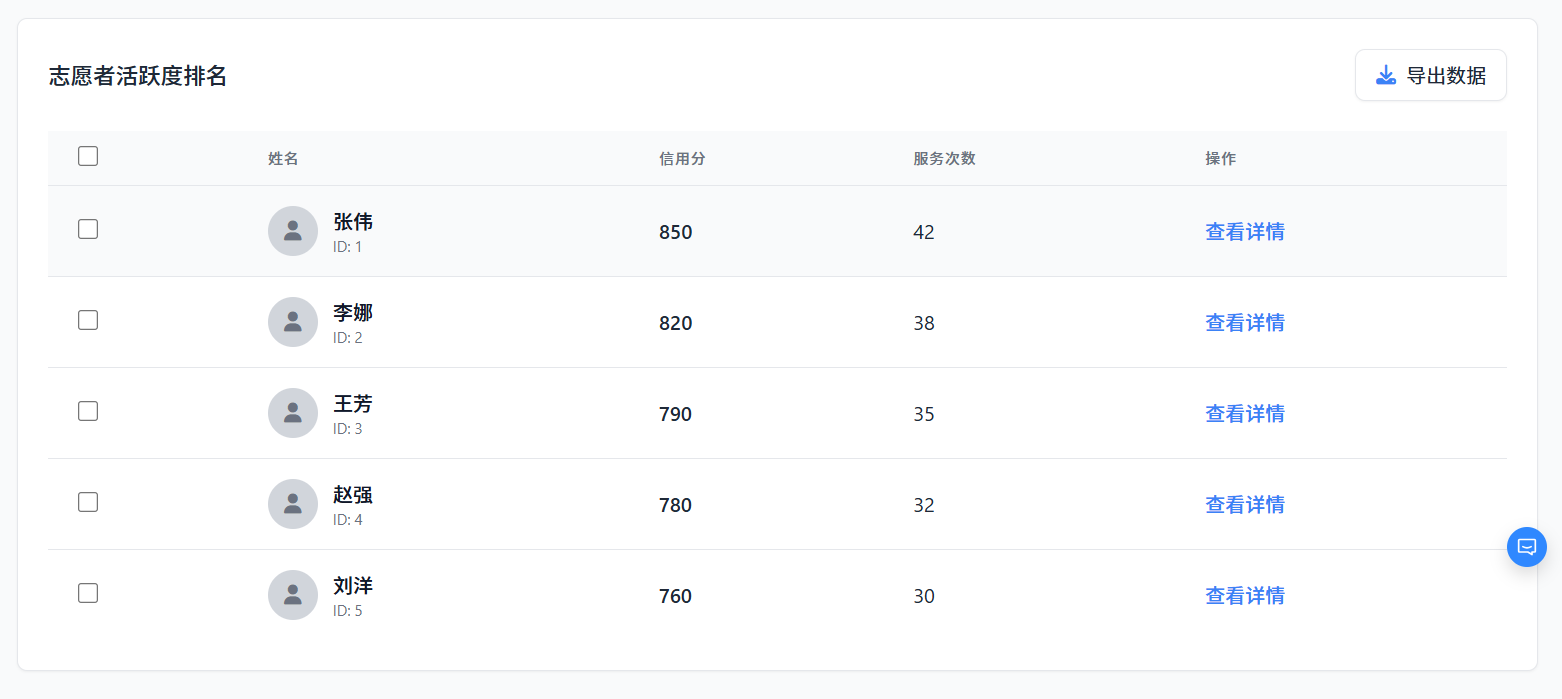 志愿者活跃度排名
导出数据
姓名 信用分 服务次数 操作
张伟
ID: 1
850 42 查看详情
李娜
ID: 2
820 38 查看详情
王芳
ID: 3
790 35 查看详情
赵强
ID: 4
780 32 查看详情
刘洋
ID: 5
760 30 查看详情